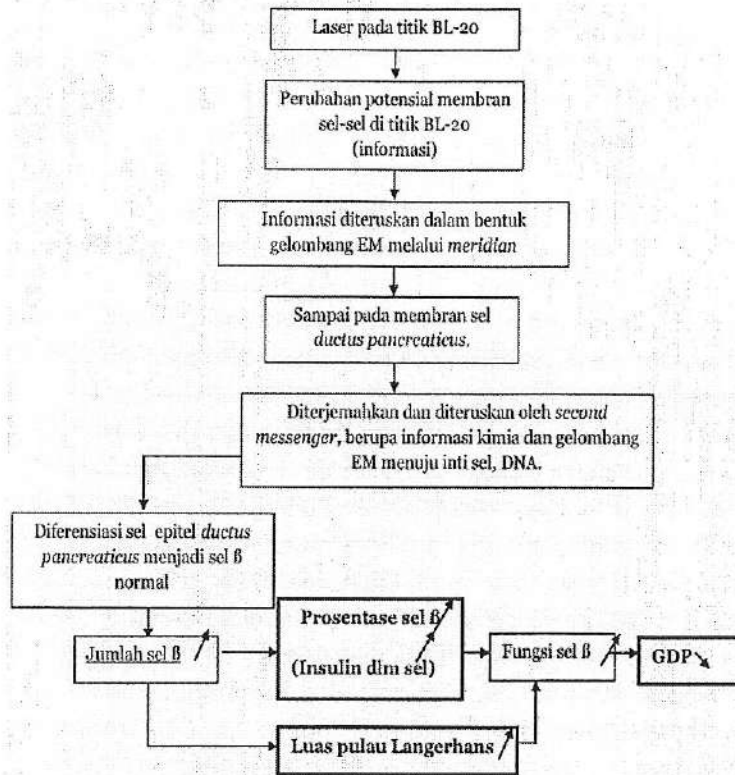 Laser pada titik BL-20
Perubahan potensial membran
sel-sel di titik BL-20
(informasi)
Informasi diteruskan dalam bentuk
gelombang EM melalui meridian
Sampai pada membran sel
ductus pancreaticus.
Diterjemahkan dan diteruskan oleh second
messenger, berupa informasi kimia dan gelombang
EM menuju inti sel, DNA.
Diferensiasi sel epitel ductus
pancreaticus menjadi sel ß
normal
Jumlah sel ß
Prosentase sel ß
(Insulin dlm sel)
Fungsi sel ß
GDP
Luas pulau Langerhans